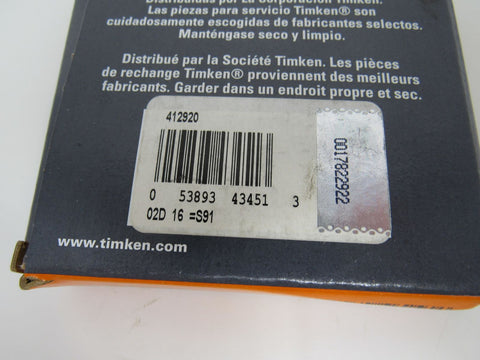 Distribuidas por La Corporación Timken.
Las piezas para servicio Timken® son
cuidadosamente escogidas de fabricantes selectos.
Manténgase seco y limpio.
Distribué par la Société Timken. Les pièces
de rechange Timken® proviennent des meilleurs
fabricants. Garder dans un endroit propre et sec.
412920
0 53893 43451 3
02D 16 =S91
0017822922
www.timken.com